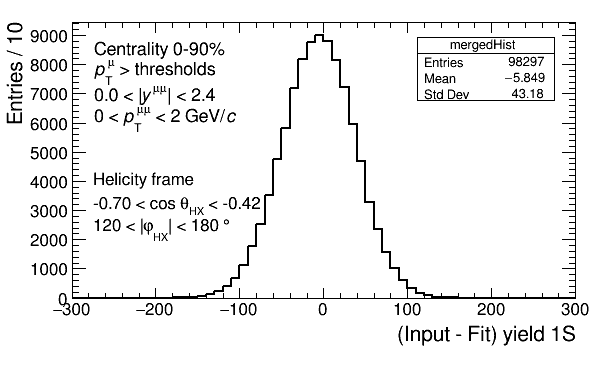 Entries / 10
9000
8000
7000
6000
5000
4000
3000
2000
1000
0
Centrality 0-90%
p_T^μ > thresholds
0.0 < |y^μμ| < 2.4
0 < p_T^μμ < 2 GeV/c
mergedHist
Entries 98297
Mean −5.849
Std Dev 43.18
Helicity frame
-0.70 < cos θ_HX < -0.42
120 < |φ_HX| < 180 °
−300 −200 −100 0 100 200 300
(Input - Fit) yield 1S